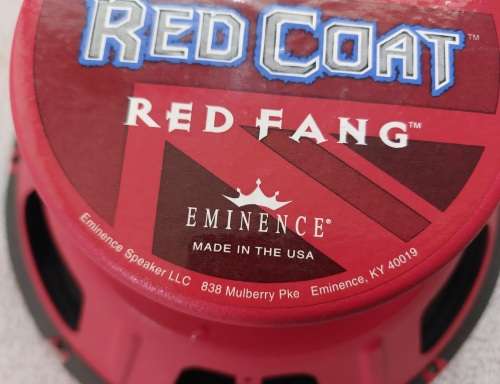 RED COAT™
RED FANG™
EMINENCE®
MADE IN THE USA
Eminence Speaker LLC 838 Mulberry Pke Eminence, KY 40019